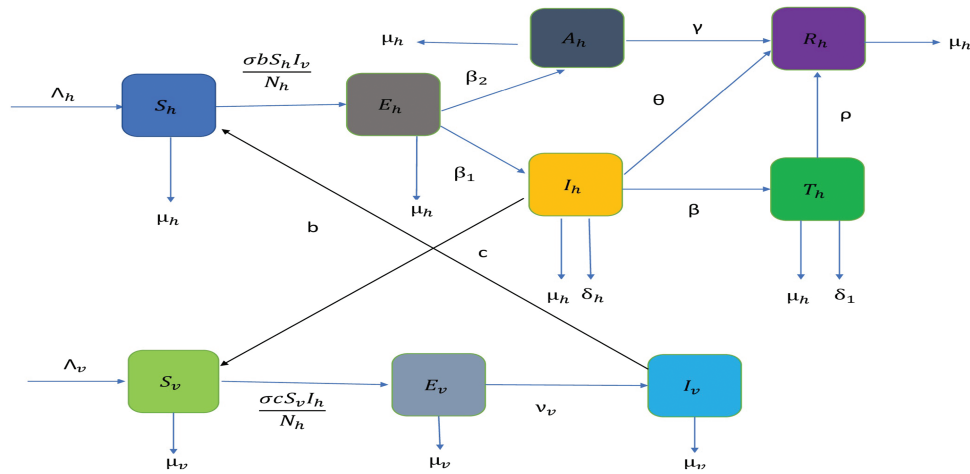 A_h
R_h
μ_h
γ
μ_h
σbS_hI_v
N_h
β_2
Λ_h
S_h
E_h
θ
ρ
β_1
I_h
T_h
β
μ_h
μ_h
b
c
μ_h
δ_h
μ_h
δ_1
Λ_v
S_v
E_v
I_v
σcS_vI_h
N_h
ν_v
μ_v
μ_v
μ_v